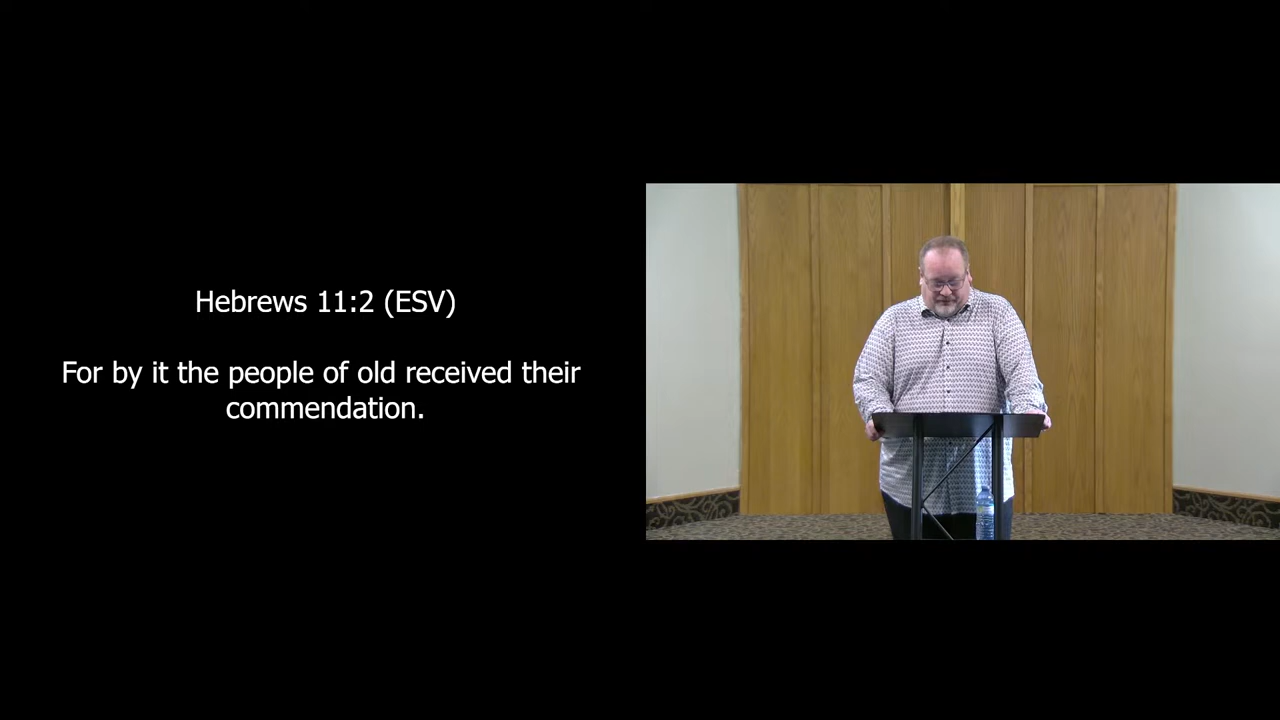 Hebrews 11:2 (ESV)
For by it the people of old received their
commendation.